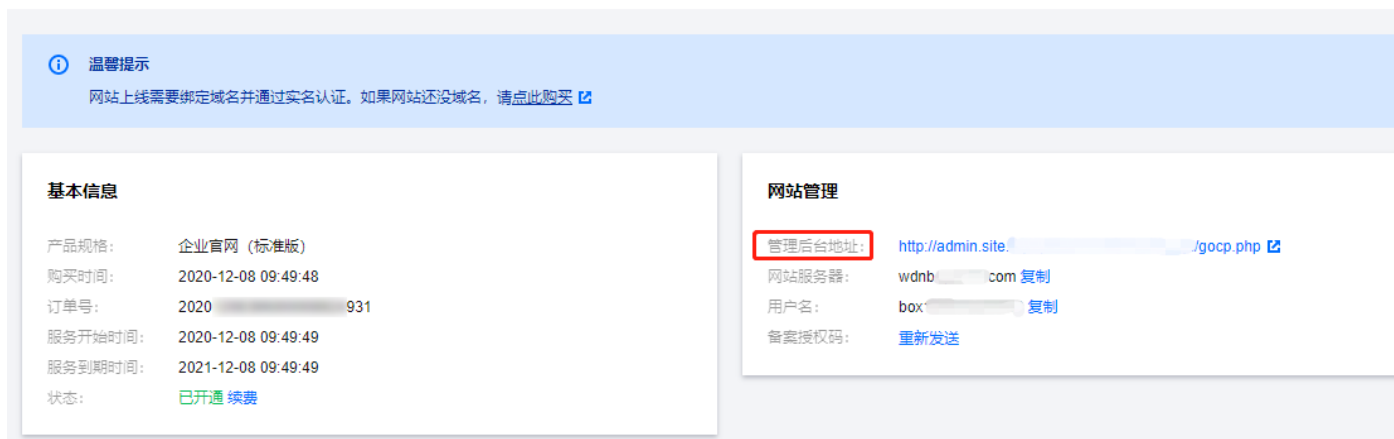 温馨提示
网站上线需要绑定域名并通过实名认证。如果网站还没域名，请点此购买
基本信息
产品规格： 企业官网（标准版）
购买时间： 2020-12-08 09:49:48
订单号： 2020 931
服务开始时间： 2020-12-08 09:49:49
服务到期时间： 2021-12-08 09:49:49
状态： 已开通 续费
网站管理
管理后台地址： http://admin.site. /gocp.php
网站服务器： wdnb com 复制
用户名： box 复制
备案授权码： 重新发送